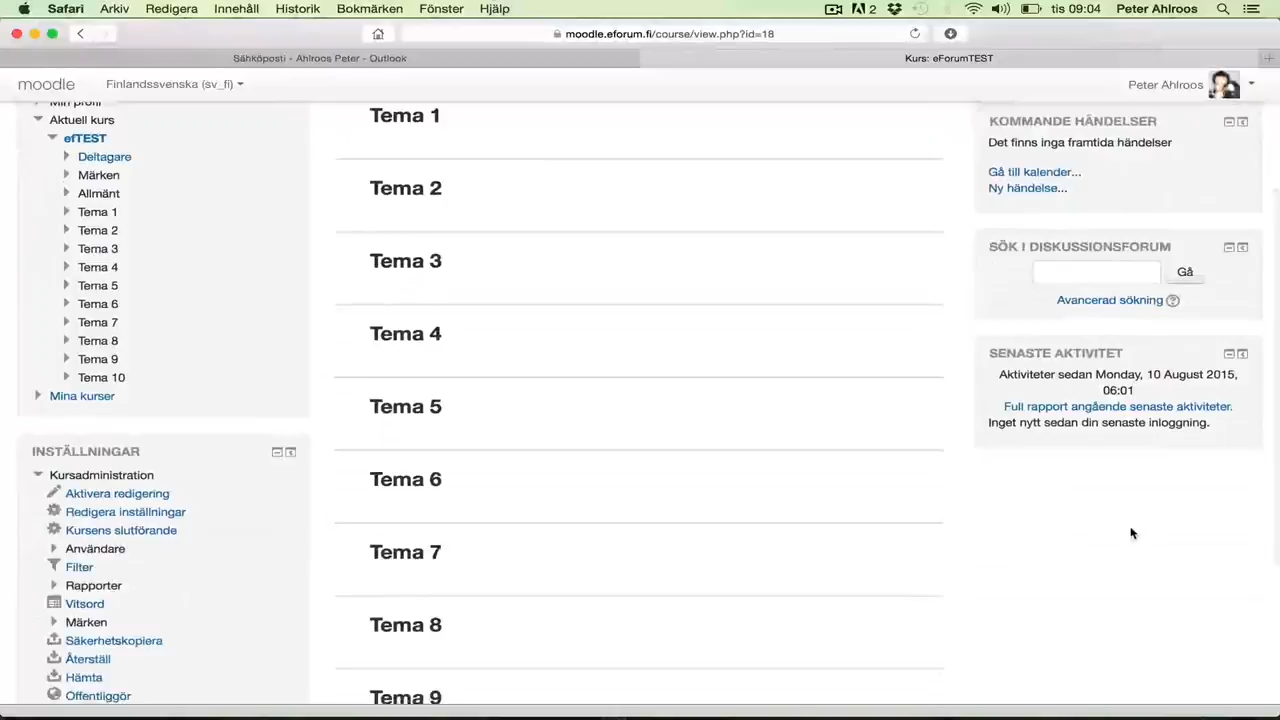 Safari Arkiv Redigera Innehåll Historik Bokmärken Fönster Hjälp 2 tis 09:04 Peter Ahlroos
moodle.eforum.fi/course/view.php?id=18
Sähköposti - Ahlroos Peter - Outlook
Kurs: eForumTEST
moodle Finlandssvenska (sv_fi) Peter Ahlroos
Min profil
Aktuell kurs
efTEST
Deltagare
Märken
Allmänt
Tema 1
Tema 2
Tema 3
Tema 4
Tema 5
Tema 6
Tema 7
Tema 8
Tema 9
Tema 10
Mina kurser
INSTÄLLNINGAR
Kursadministration
Aktivera redigering
Redigera inställningar
Kursens slutförande
Användare
Filter
Rapporter
Vitsord
Märken
Säkerhetskopiera
Återställ
Hämta
Offentliggör
Tema 1
Tema 2
Tema 3
Tema 4
Tema 5
Tema 6
Tema 7
Tema 8
Tema 9
KOMMANDE HÄNDELSER
Det finns inga framtida händelser
Gå till kalender...
Ny händelse...
SÖK I DISKUSSIONSFORUM
Gå
Avancerad sökning
SENASTE AKTIVITET
Aktiviteter sedan Monday, 10 August 2015,
06:01
Full rapport angående senaste aktiviteter.
Inget nytt sedan din senaste inloggning.